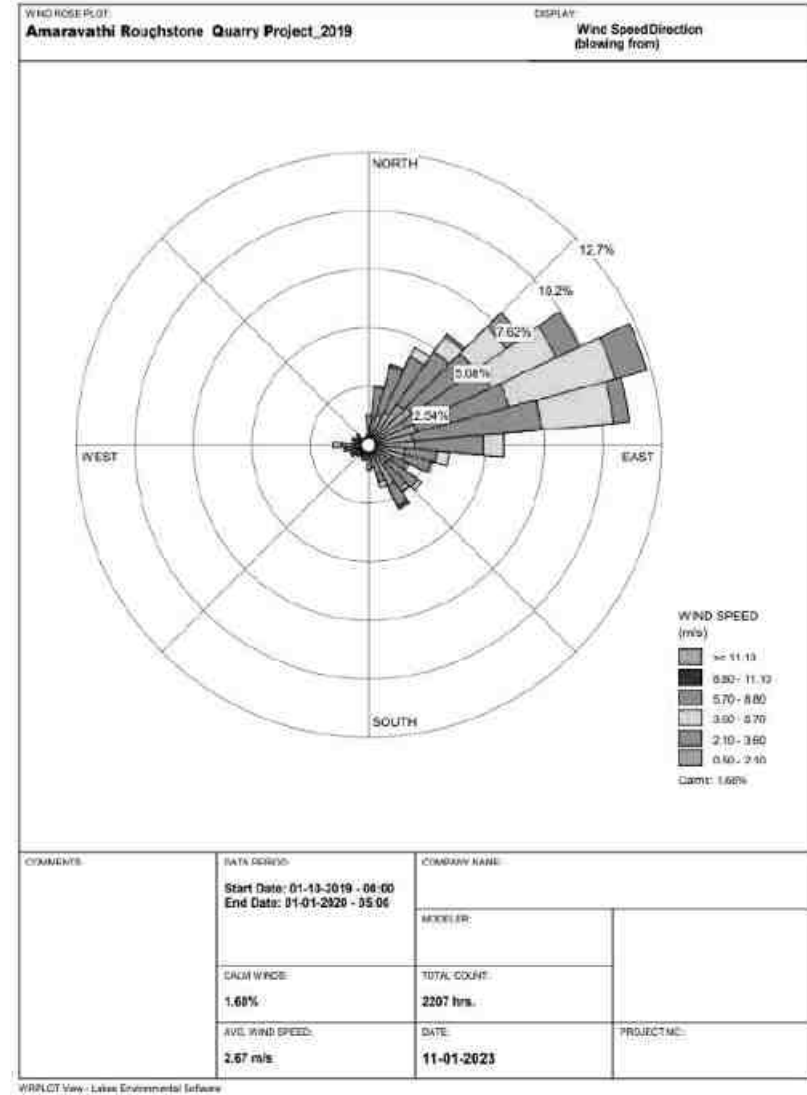 WIND ROSE PLOT:
Amaravathi Roughstone Quarry Project_2019
DISPLAY:
Wind Speed Direction
(blowing from)
NORTH
12.7%
10.2%
7.62%
5.08%
2.54%
WEST
EAST
SOUTH
WIND SPEED
(m/s)
>= 11.10
8.80 - 11.10
5.70 - 8.80
3.60 - 5.70
2.10 - 3.60
0.50 - 2.10
Calms: 1.68%
COMMENTS:
DATA PERIOD:
Start Date: 01-10-2019 - 06:00
End Date: 01-01-2020 - 05:00
COMPANY NAME:
MODELER:
CALM WINDS:
1.68%
TOTAL COUNT:
2207 hrs.
AVG. WIND SPEED:
2.67 m/s
DATE:
11-01-2023
PROJECT NO.:
WRPLOT View - Lakes Environmental Software